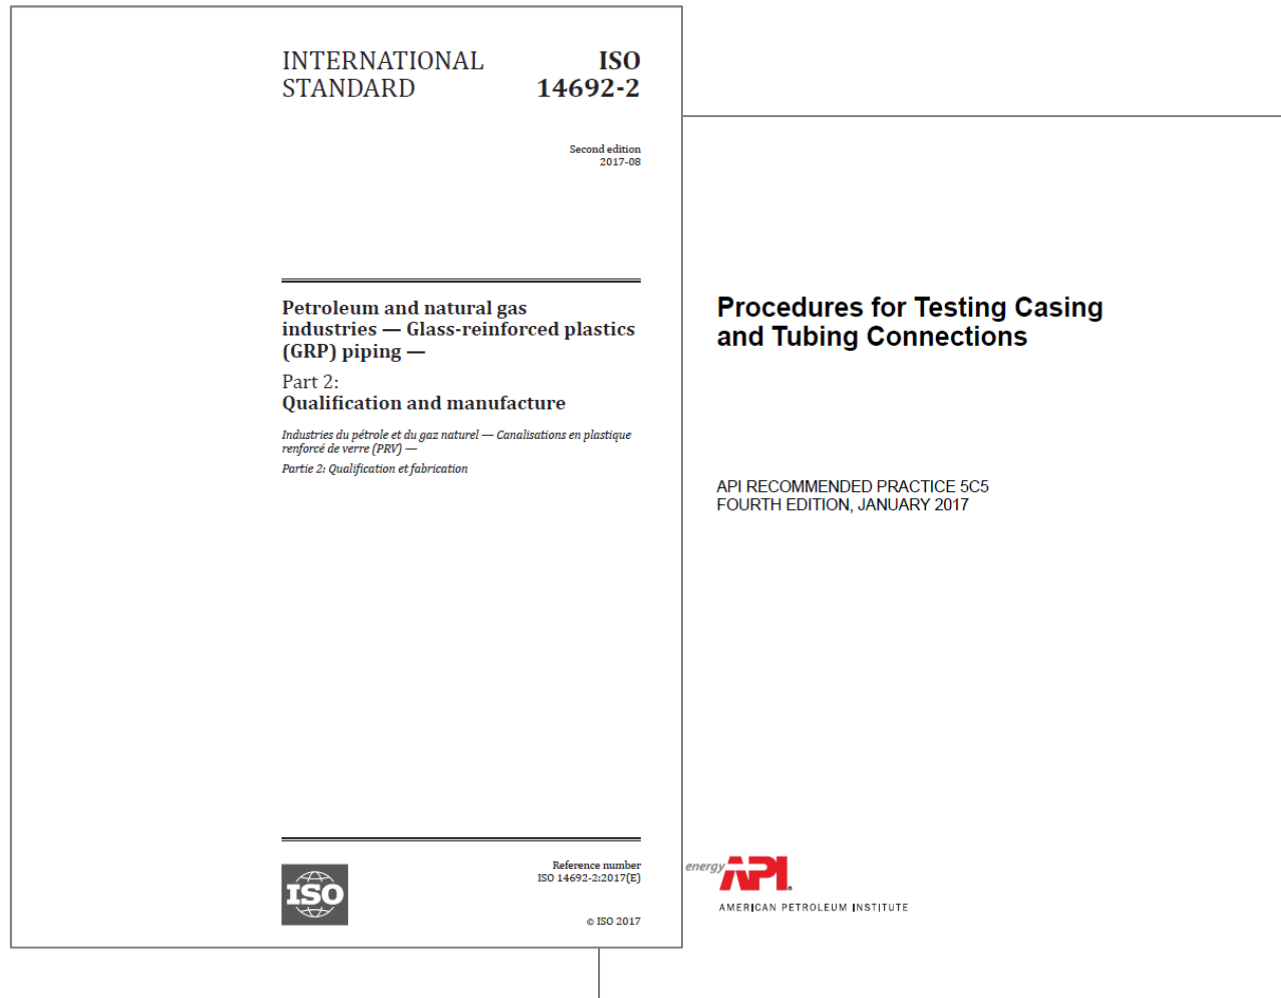 INTERNATIONAL
STANDARD
ISO
14692-2
Second edition
2017-08
Petroleum and natural gas
industries — Glass-reinforced plastics
(GRP) piping —
Part 2:
Qualification and manufacture
Industries du pétrole et du gaz naturel — Canalisations en plastique
renforcé de verre (PRV) —
Partie 2: Qualification et fabrication
ISO
Reference number
ISO 14692-2:2017(E)
© ISO 2017
Procedures for Testing Casing
and Tubing Connections
API RECOMMENDED PRACTICE 5C5
FOURTH EDITION, JANUARY 2017
energy API®
AMERICAN PETROLEUM INSTITUTE